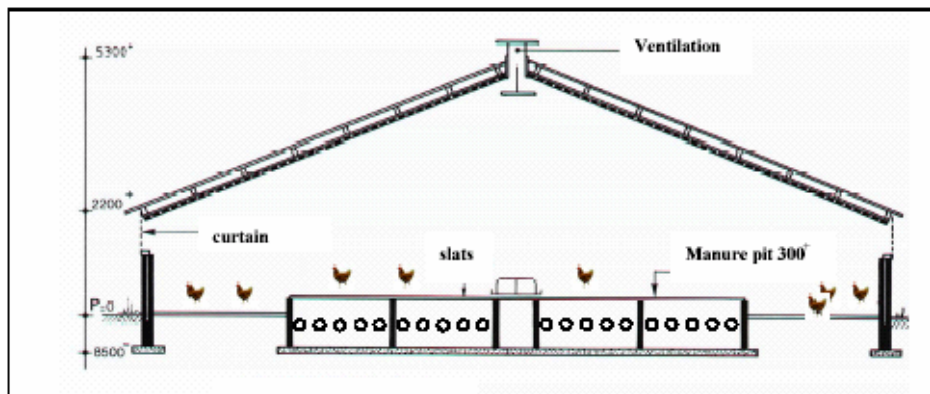 5300+
Ventilation
2200+
curtain
slats
Manure pit 300+
P=0
8500-